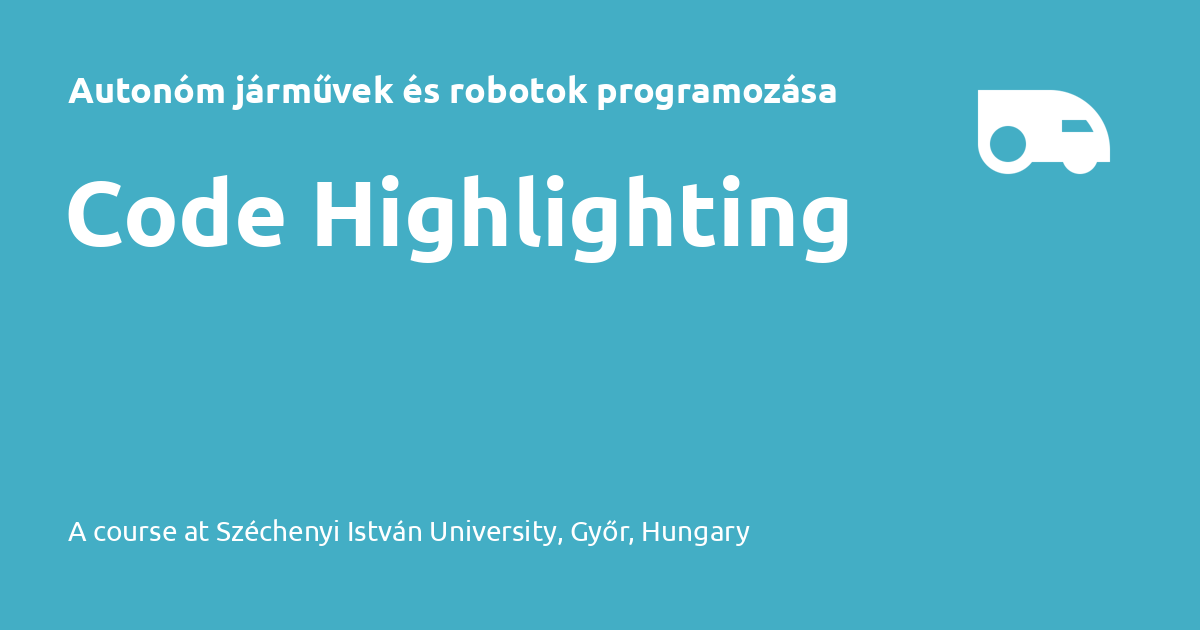 Autonóm járművek és robotok programozása
Code Highlighting
A course at Széchenyi István University, Győr, Hungary